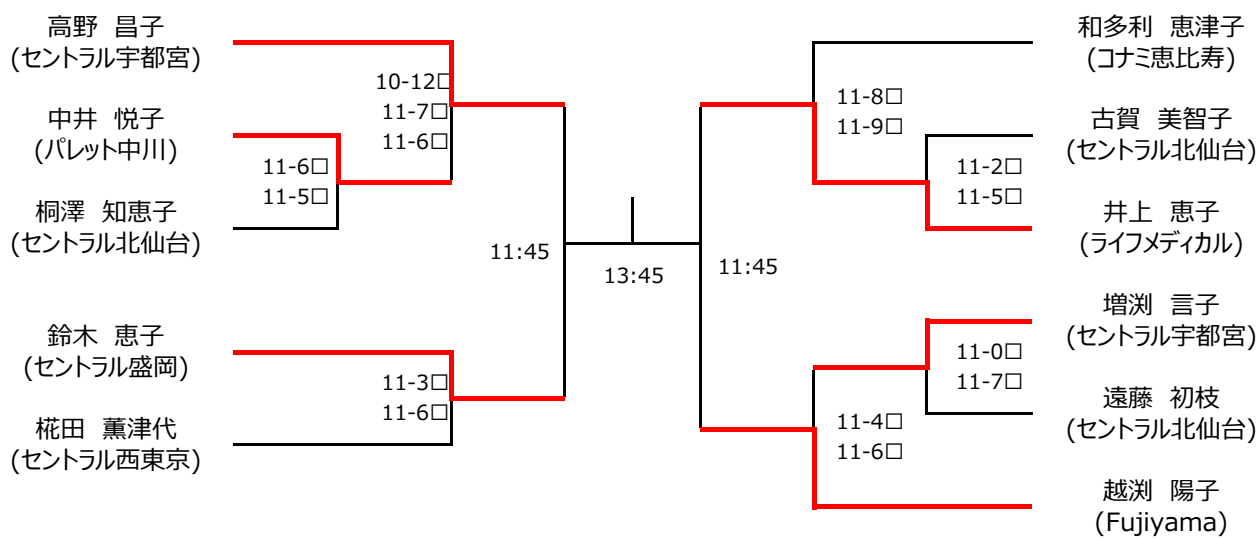 高野 昌子
(セントラル宇都宮)
10-12□
11-7□
11-6□
中井 悦子
(パレット中川)
11-6□
11-5□
桐澤 知恵子
(セントラル北仙台)
11:45
鈴木 恵子
(セントラル盛岡)
11-3□
11-6□
椛田 薫津代
(セントラル西東京)
13:45
和多利 恵津子
(コナミ恵比寿)
11-8□
11-9□
古賀 美智子
(セントラル北仙台)
11-2□
11-5□
井上 恵子
(ライフメディカル)
11:45
増渕 言子
(セントラル宇都宮)
11-0□
11-7□
遠藤 初枝
(セントラル北仙台)
11-4□
11-6□
越渕 陽子
(Fujiyama)